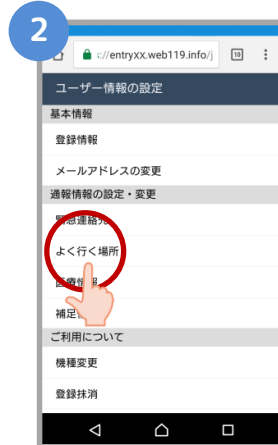 2
://entryxx.web119.info/j
10
ユーザー情報の設定
基本情報
登録情報
メールアドレスの変更
通報情報の設定・変更
緊急連絡先
よく行く場所
医療情報
補足
ご利用について
機種変更
登録抹消